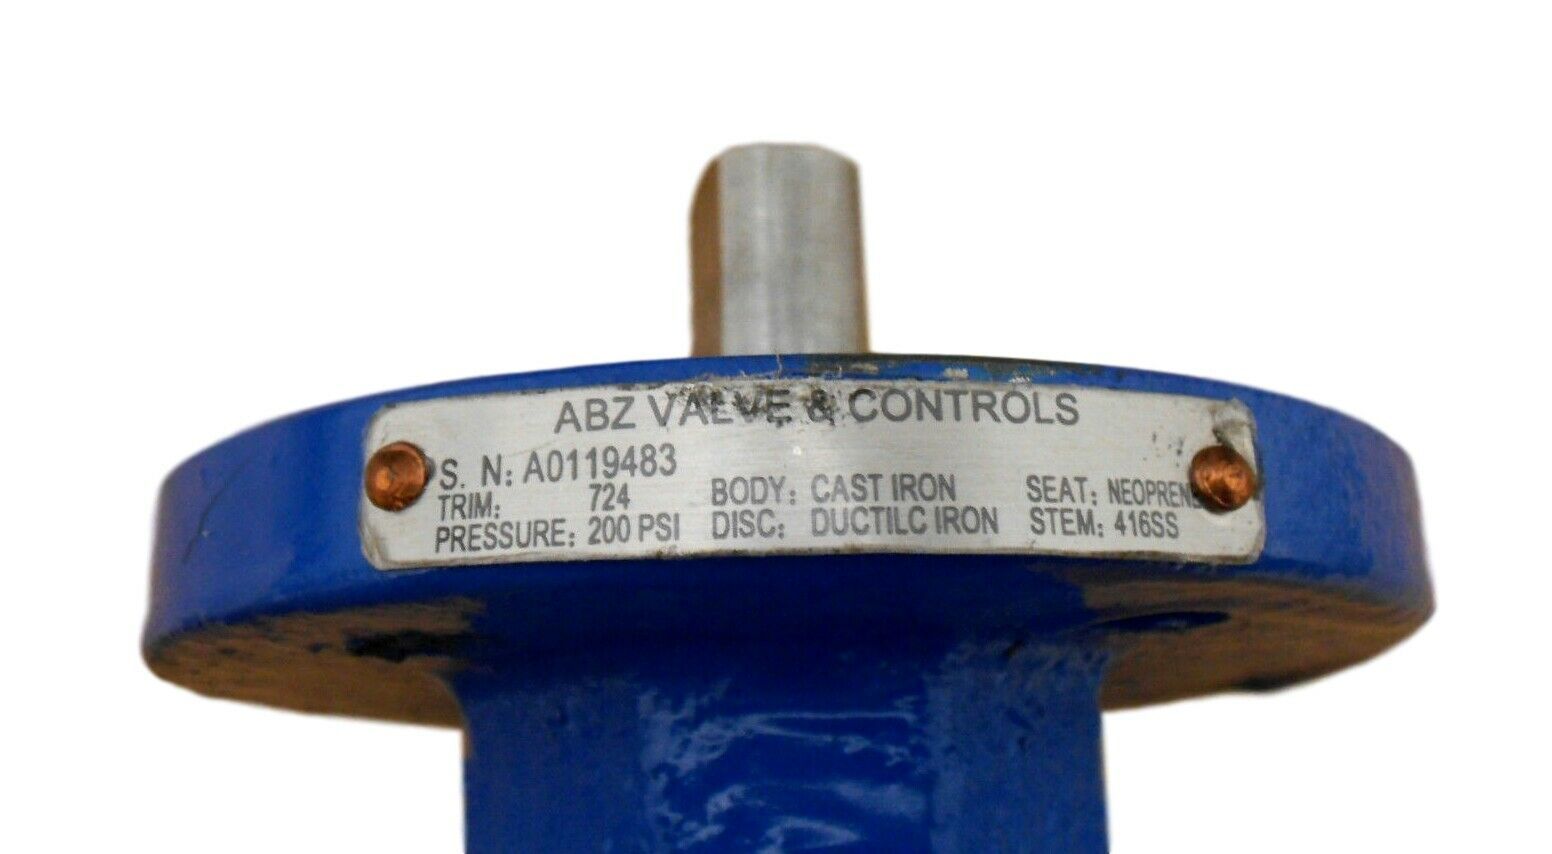 ABZ VALVE & CONTROLS
S. N: A0119483
TRIM: 724 BODY: CAST IRON SEAT: NEOPRENE
PRESSURE: 200 PSI DISC: DUCTILC IRON STEM: 416SS